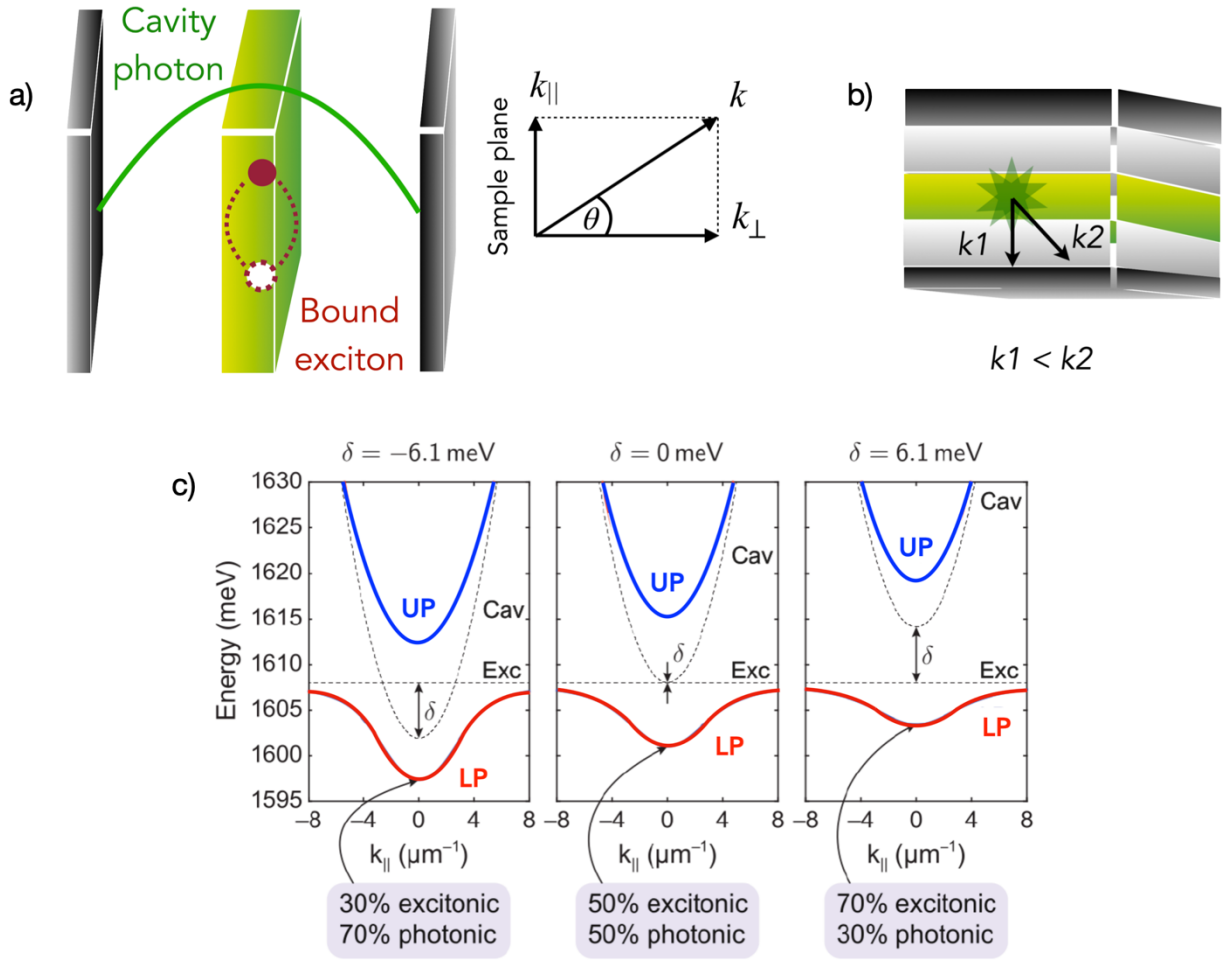 a)
Cavity
photon
Bound
exciton
Sample plane
k||
k
θ
k⊥
b)
k1
k2
k1 < k2
c)
δ = −6.1 meV
δ = 0 meV
δ = 6.1 meV
Energy (meV)
1630
1625
1620
1615
1610
1605
1600
1595
UP
Cav
Exc
δ
LP
UP
Cav
δ
Exc
LP
Cav
UP
δ
Exc
LP
−8 −4 0 4 8
−8 −4 0 4 8
−8 −4 0 4 8
k|| (µm⁻¹)
k|| (µm⁻¹)
k|| (µm⁻¹)
30% excitonic
70% photonic
50% excitonic
50% photonic
70% excitonic
30% photonic